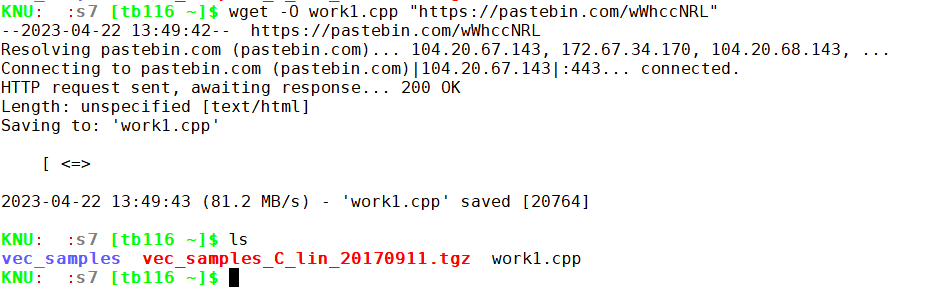 KNU: :s7 [tb116 ~]$ wget -O work1.cpp "https://pastebin.com/wWhccNRL"
--2023-04-22 13:49:42-- https://pastebin.com/wWhccNRL
Resolving pastebin.com (pastebin.com)... 104.20.67.143, 172.67.34.170, 104.20.68.143, ...
Connecting to pastebin.com (pastebin.com)|104.20.67.143|:443... connected.
HTTP request sent, awaiting response... 200 OK
Length: unspecified [text/html]
Saving to: 'work1.cpp'
[ <=>
2023-04-22 13:49:43 (81.2 MB/s) - 'work1.cpp' saved [20764]
KNU: :s7 [tb116 ~]$ ls
vec_samples vec_samples_C_lin_20170911.tgz work1.cpp
KNU: :s7 [tb116 ~]$